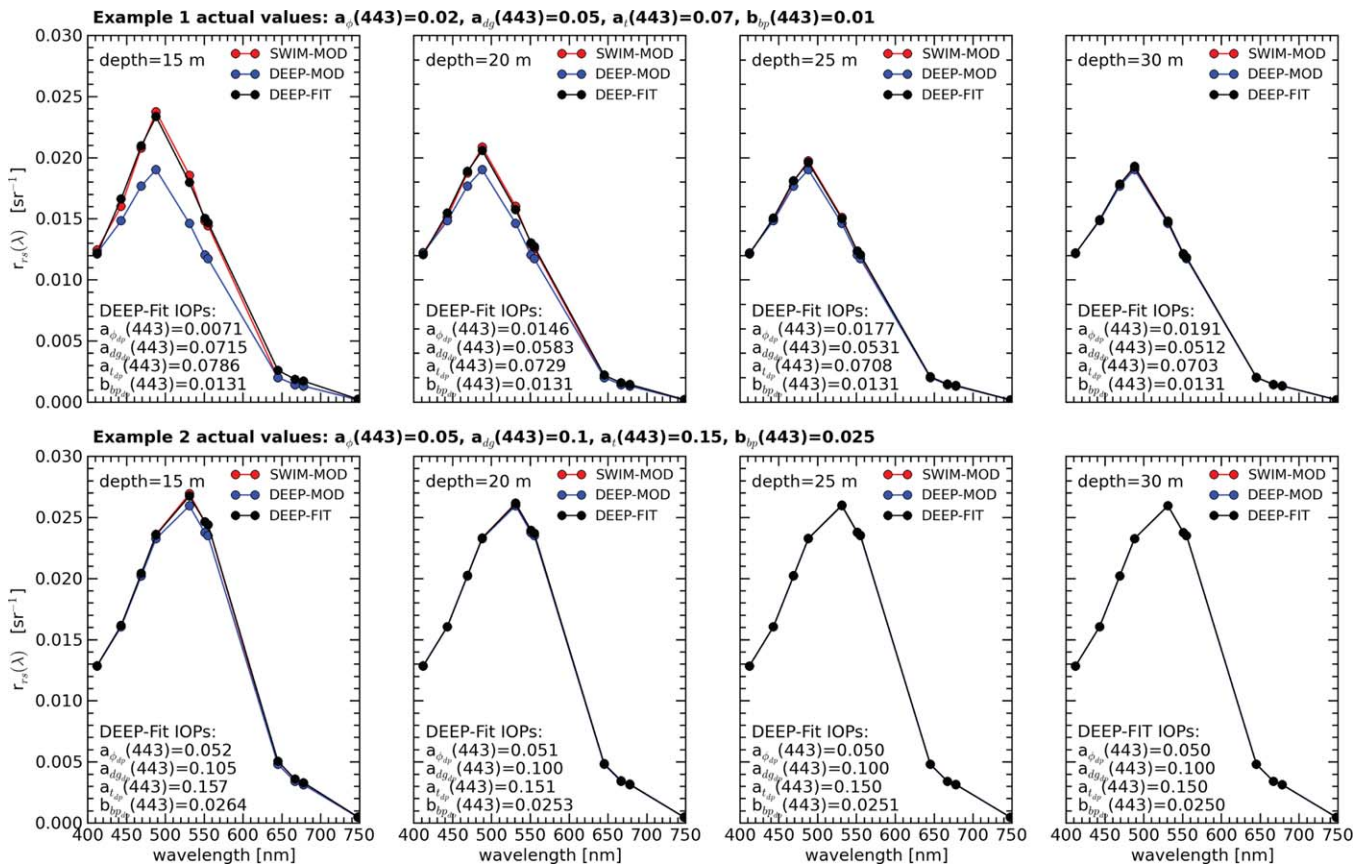 Example 1 actual values: aϕ(443)=0.02, adg(443)=0.05, at(443)=0.07, bbp(443)=0.01
rrs(λ) [sr−1]
0.030
0.025
0.020
0.015
0.010
0.005
0.000
depth=15 m
SWIM-MOD
DEEP-MOD
DEEP-FIT
DEEP-Fit IOPs:
aϕdp(443)=0.0071
adgdp(443)=0.0715
atdp(443)=0.0786
bbpdp(443)=0.0131
depth=20 m
SWIM-MOD
DEEP-MOD
DEEP-FIT
DEEP-Fit IOPs:
aϕdp(443)=0.0146
adgdp(443)=0.0583
atdp(443)=0.0729
bbpdp(443)=0.0131
depth=25 m
SWIM-MOD
DEEP-MOD
DEEP-FIT
DEEP-Fit IOPs:
aϕdp(443)=0.0177
adgdp(443)=0.0531
atdp(443)=0.0708
bbpdp(443)=0.0131
depth=30 m
SWIM-MOD
DEEP-MOD
DEEP-FIT
DEEP-Fit IOPs:
aϕdp(443)=0.0191
adgdp(443)=0.0512
atdp(443)=0.0703
bbpdp(443)=0.0131
Example 2 actual values: aϕ(443)=0.05, adg(443)=0.1, at(443)=0.15, bbp(443)=0.025
rrs(λ) [sr−1]
0.030
0.025
0.020
0.015
0.010
0.005
0.000
depth=15 m
SWIM-MOD
DEEP-MOD
DEEP-FIT
DEEP-Fit IOPs:
aϕdp(443)=0.052
adgdp(443)=0.105
atdp(443)=0.157
bbpdp(443)=0.0264
400 450 500 550 600 650 700 750
wavelength [nm]
depth=20 m
SWIM-MOD
DEEP-MOD
DEEP-FIT
DEEP-Fit IOPs:
aϕdp(443)=0.051
adgdp(443)=0.100
atdp(443)=0.151
bbpdp(443)=0.0253
400 450 500 550 600 650 700 750
wavelength [nm]
depth=25 m
SWIM-MOD
DEEP-MOD
DEEP-FIT
DEEP-Fit IOPs:
aϕdp(443)=0.050
adgdp(443)=0.100
atdp(443)=0.150
bbpdp(443)=0.0251
400 450 500 550 600 650 700 750
wavelength [nm]
depth=30 m
SWIM-MOD
DEEP-MOD
DEEP-FIT
DEEP-FIT IOPs:
aϕdp(443)=0.050
adgdp(443)=0.100
atdp(443)=0.150
bbpdp(443)=0.0250
400 450 500 550 600 650 700 750
wavelength [nm]